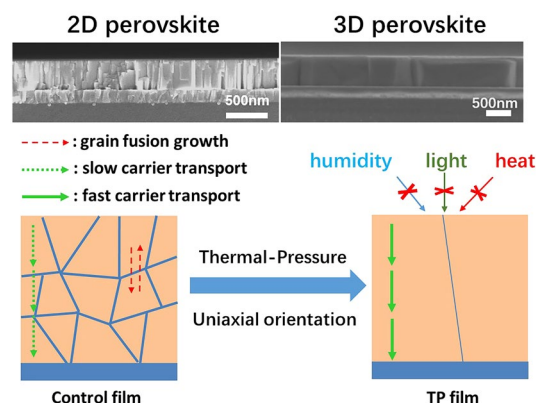 2D perovskite
3D perovskite
500nm
500nm
: grain fusion growth
: slow carrier transport
: fast carrier transport
humidity
light
heat
Thermal-Pressure
Uniaxial orientation
Control film
TP film